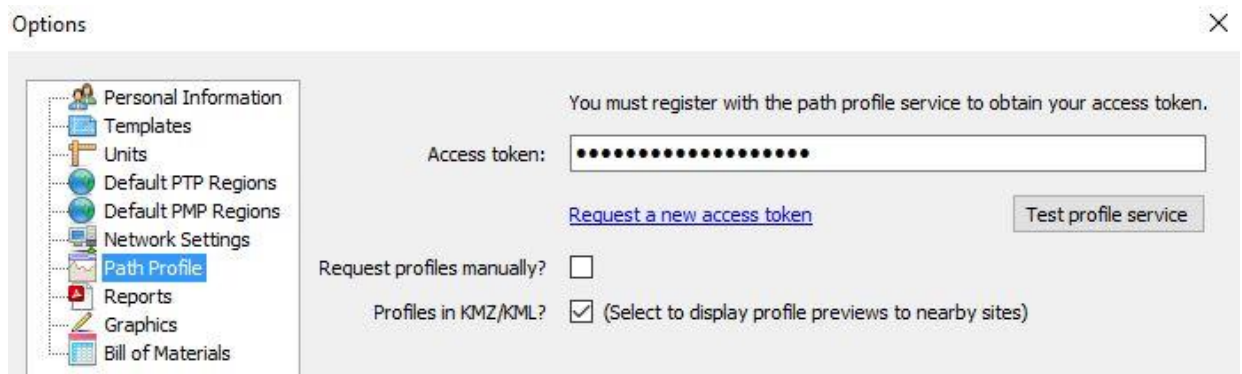 Options
Personal Information
Templates
Units
Default PTP Regions
Default PMP Regions
Network Settings
Path Profile
Reports
Graphics
Bill of Materials
You must register with the path profile service to obtain your access token.
Access token: ••••••••••••••••••••
Request a new access token
Test profile service
Request profiles manually?
Profiles in KMZ/KML? (Select to display profile previews to nearby sites)